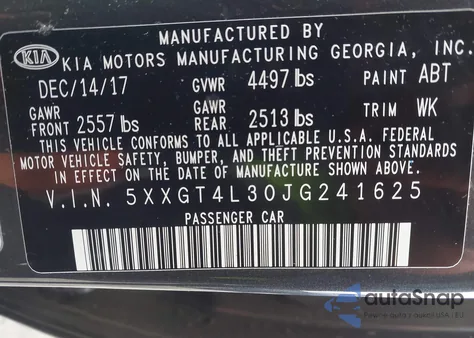 MANUFACTURED BY
KIA KIA MOTORS MANUFACTURING GEORGIA, INC.
DEC/14/17 GVWR 4497 lbs PAINT ABT
GAWR FRONT 2557 lbs GAWR REAR 2513 lbs TRIM WK
THIS VEHICLE CONFORMS TO ALL APPLICABLE U.S.A. FEDERAL
MOTOR VEHICLE SAFETY, BUMPER, AND THEFT PREVENTION STANDARDS
IN EFFECT ON THE DATE OF MANUFACTURE SHOWN ABOVE.
V.I.N. 5XXGT4L30JG241625
PASSENGER CAR
autoSnap